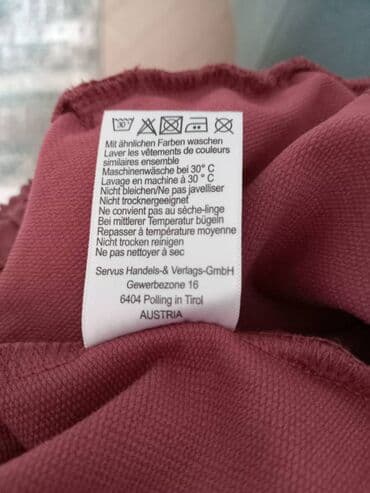 30
Mit ähnlichen Farben waschen
Laver les vêtements de couleurs
similaires ensemble
Maschinenwäsche bei 30° C
Lavage en machine à 30° C
Nicht bleichen/Ne pas javelliser
Nicht trocknergeeignet
Ne convient pas au sèche-linge
Bei mittlerer Temperatur bügeln
Repasser à température moyenne
Nicht trocken reinigen
Ne pas nettoyer à sec
Servus Handels-& Verlags-GmbH
Gewerbezone 16
6404 Polling in Tirol
AUSTRIA